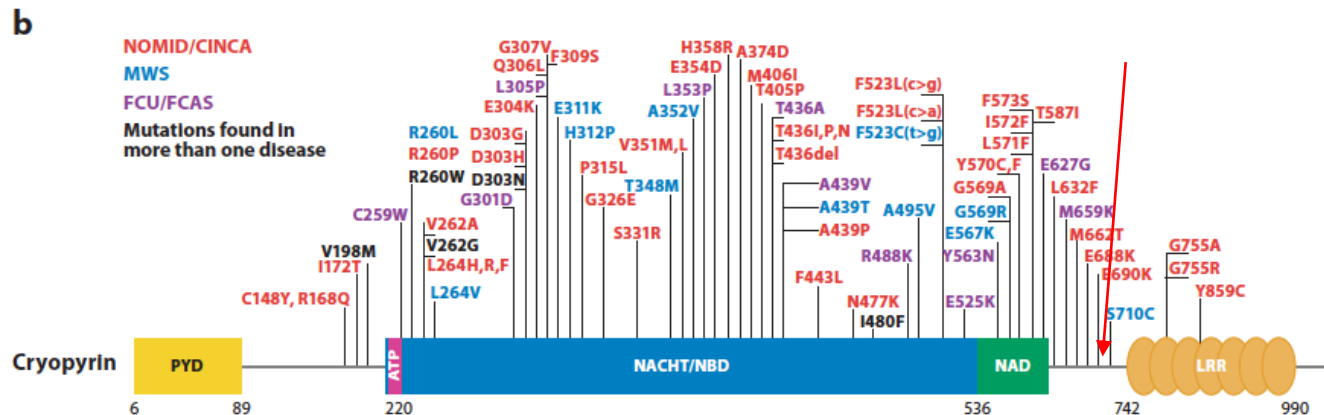 b
NOMID/CINCA
MWS
FCU/FCAS
Mutations found in
more than one disease
C148Y, R168Q
I172T
V198M
C259W
R260L
R260P
R260W
V262A
V262G
L264H,R,F
L264V
G301D
D303G
D303H
D303N
E304K
L305P
Q306L
G307V
F309S
E311K
H312P
P315L
G326E
S331R
T348M
V351M,L
A352V
L353P
E354D
H358R
A374D
M406I
T405P
T436A
T436I,P,N
T436del
A439V
A439T
A439P
F443L
N477K
I480F
R488K
A495V
F523L(c>g)
F523L(c>a)
F523C(t>g)
E525K
Y563N
E567K
G569R
G569A
Y570C,F
L571F
I572F
F573S
T587I
E627G
L632F
M659K
M662T
E688K
E690K
S710C
G755A
G755R
Y859C
Cryopyrin
PYD
ATP
NACHT/NBD
NAD
LRR
6
89
220
536
742
990